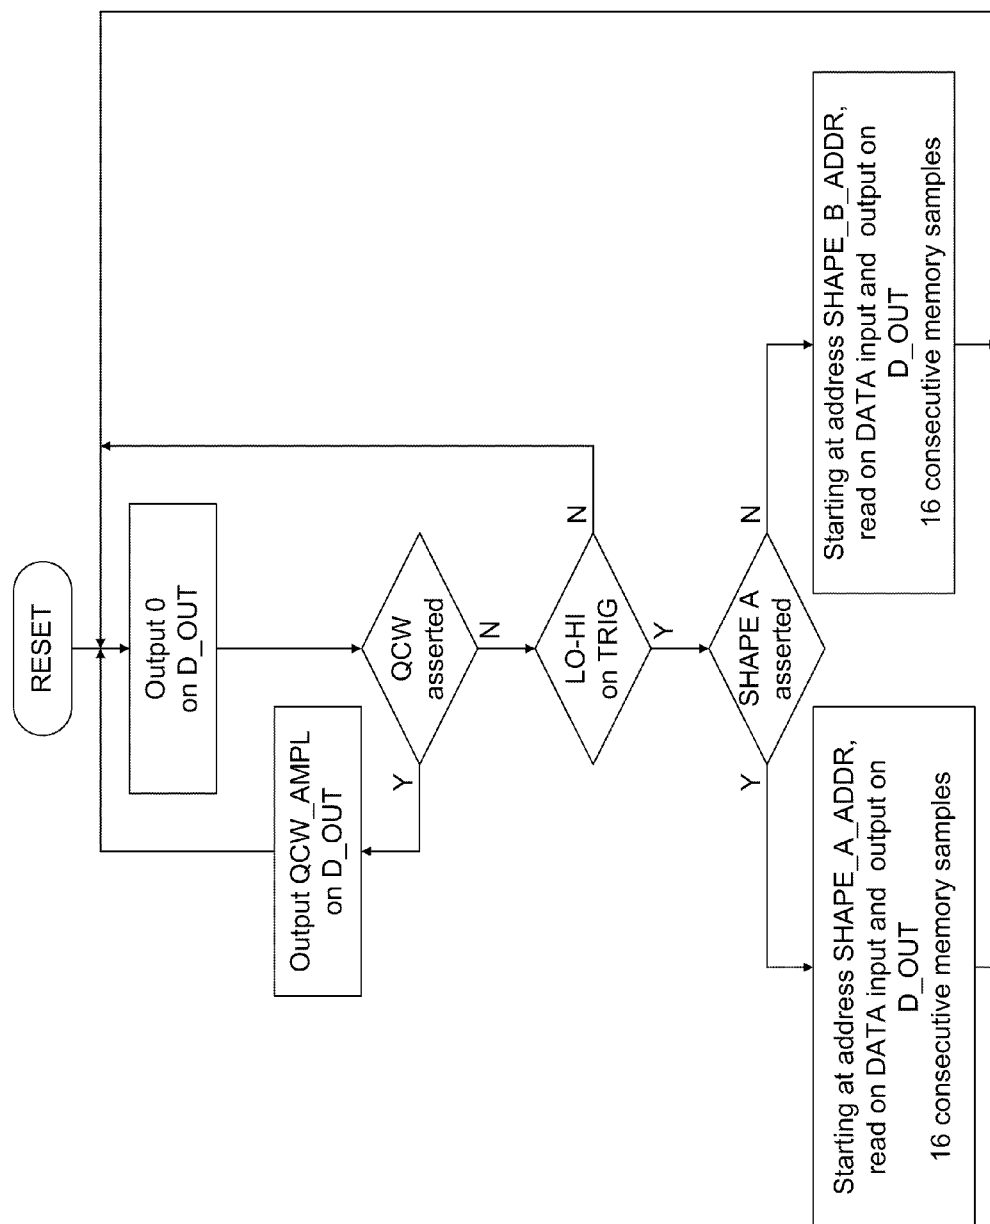 RESET
Output 0
on D_OUT
QCW
asserted
Y
N
Output QCW_AMPL
on D_OUT
LO-HI
on TRIG
N
Y
SHAPE A
asserted
Y
N
Starting at address SHAPE_A_ADDR,
read on DATA input and output on
D_OUT
16 consecutive memory samples
Starting at address SHAPE_B_ADDR,
read on DATA input and output on
D_OUT
16 consecutive memory samples